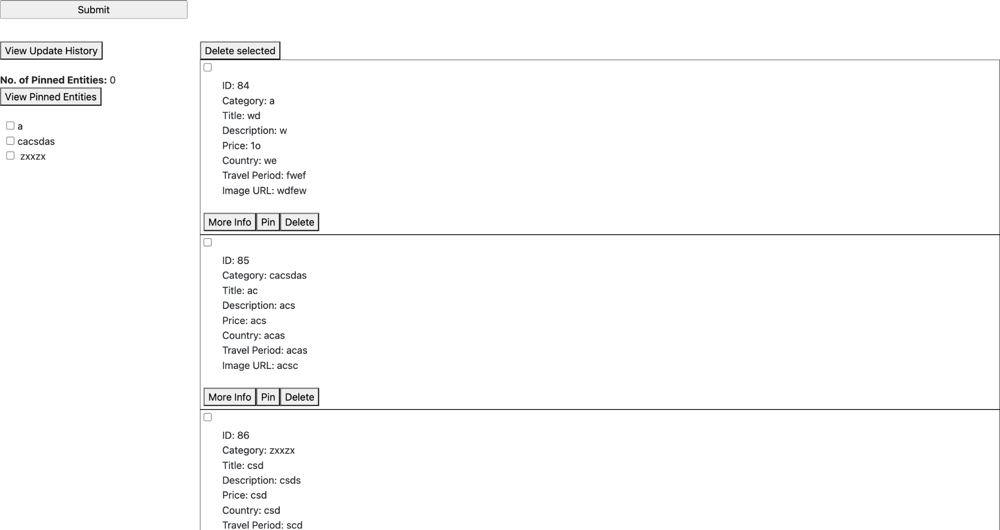 Submit
View Update History
No. of Pinned Entities: 0
View Pinned Entities
a
cacsdas
zxxzx
Delete selected
ID: 84
Category: a
Title: wd
Description: w
Price: 1o
Country: we
Travel Period: fwef
Image URL: wdfew
More Info Pin Delete
ID: 85
Category: cacsdas
Title: ac
Description: acs
Price: acs
Country: acas
Travel Period: acas
Image URL: acsc
More Info Pin Delete
ID: 86
Category: zxxzx
Title: csd
Description: csds
Price: csd
Country: csd
Travel Period: scd